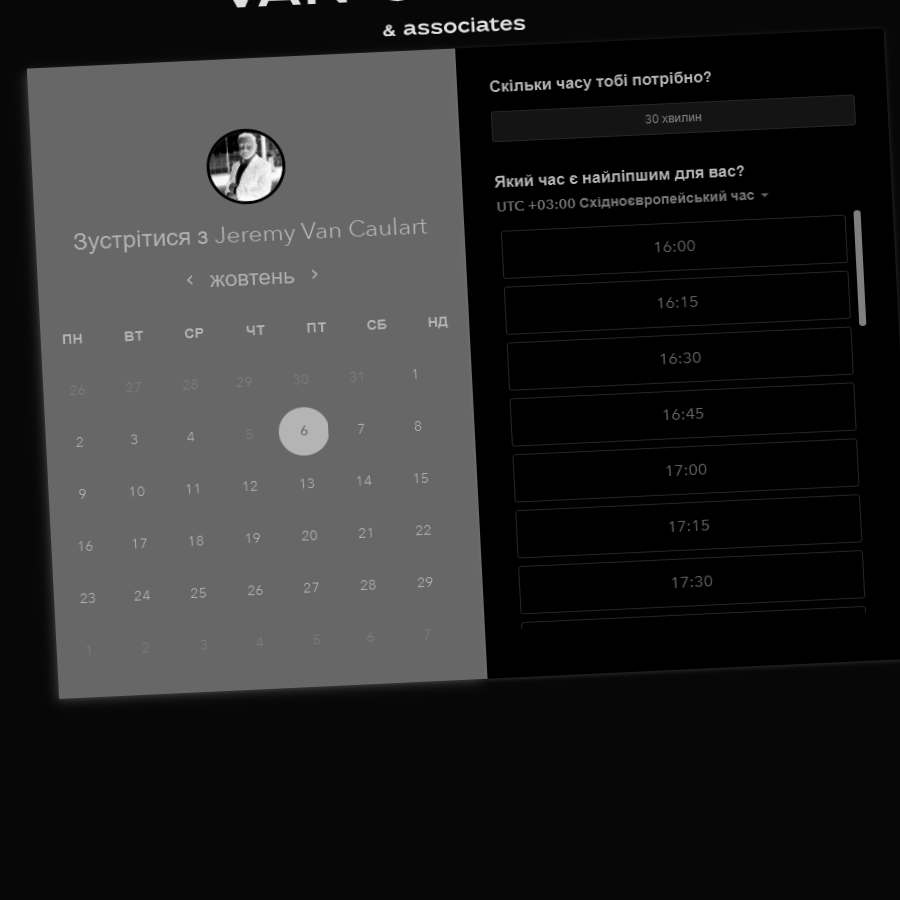 & associates
Зустрітися з Jeremy Van Caulart
‹ жовтень ›
ПН ВТ СР ЧТ ПТ СБ НД
26 27 28 29 30 31 1
2 3 4 5 6 7 8
9 10 11 12 13 14 15
16 17 18 19 20 21 22
23 24 25 26 27 28 29
1 2 3 4 5 6 7
Скільки часу тобі потрібно?
30 хвилин
Який час є найліпшим для вас?
UTC +03:00 Східноєвропейський час
16:00
16:15
16:30
16:45
17:00
17:15
17:30